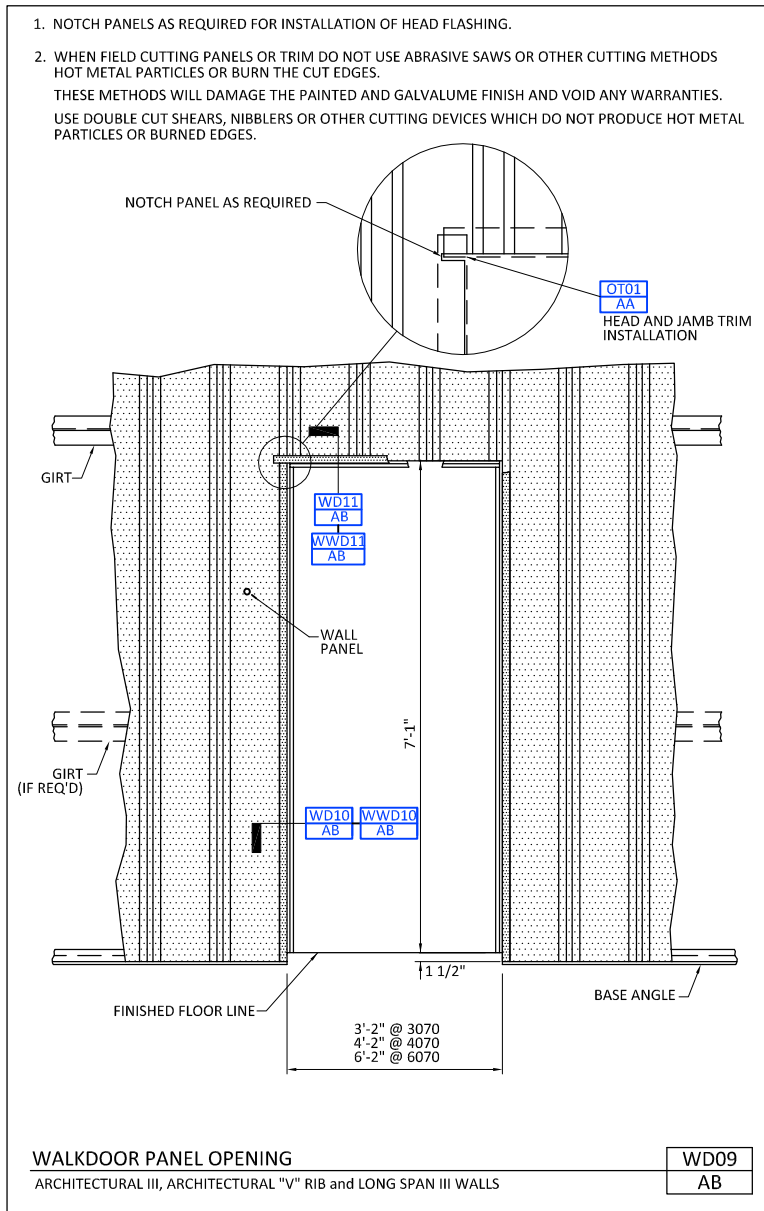 1. NOTCH PANELS AS REQUIRED FOR INSTALLATION OF HEAD FLASHING.
2. WHEN FIELD CUTTING PANELS OR TRIM DO NOT USE ABRASIVE SAWS OR OTHER CUTTING METHODS
HOT METAL PARTICLES OR BURN THE CUT EDGES.
THESE METHODS WILL DAMAGE THE PAINTED AND GALVALUME FINISH AND VOID ANY WARRANTIES.
USE DOUBLE CUT SHEARS, NIBBLERS OR OTHER CUTTING DEVICES WHICH DO NOT PRODUCE HOT METAL
PARTICLES OR BURNED EDGES.
NOTCH PANEL AS REQUIRED
OT01
AA
HEAD AND JAMB TRIM
INSTALLATION
GIRT
WD11
AB
WWD11
AB
WALL
PANEL
7'-1"
GIRT
(IF REQ'D)
WD10
AB
WWD10
AB
1 1/2"
BASE ANGLE
FINISHED FLOOR LINE
3'-2" @ 3070
4'-2" @ 4070
6'-2" @ 6070
WALKDOOR PANEL OPENING
ARCHITECTURAL III, ARCHITECTURAL "V" RIB and LONG SPAN III WALLS
WD09
AB